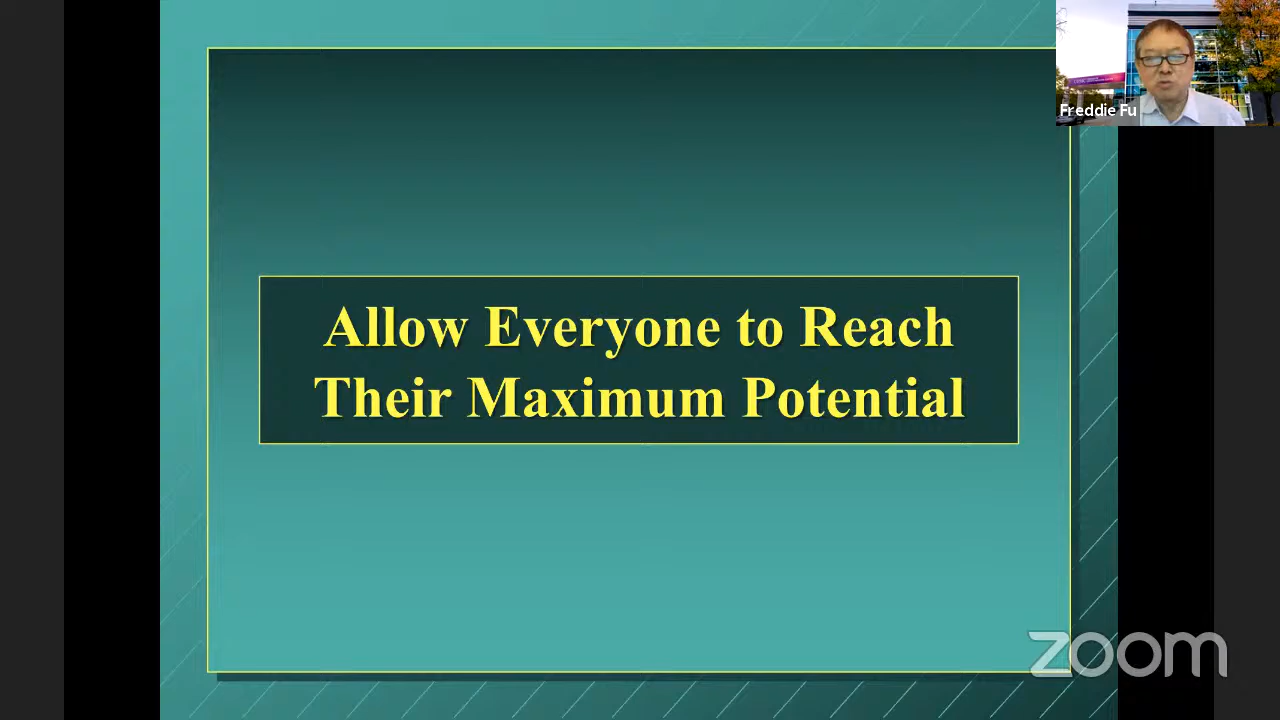 Freddie Fu
Allow Everyone to Reach
Their Maximum Potential
zoom